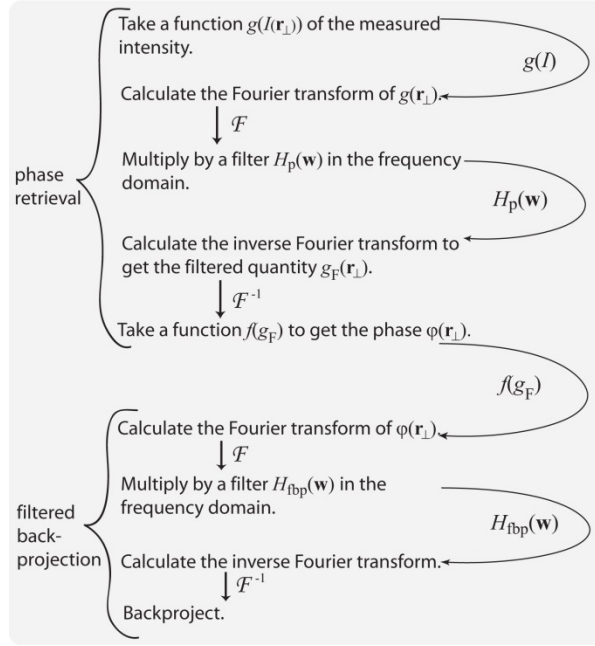 Take a function g(I(r⊥)) of the measured
intensity.
g(I)
Calculate the Fourier transform of g(r⊥).
ℱ
Multiply by a filter Hp(w) in the frequency
domain.
phase
retrieval
Hp(w)
Calculate the inverse Fourier transform to
get the filtered quantity gF(r⊥).
ℱ-1
Take a function f(gF) to get the phase φ(r⊥).
f(gF)
Calculate the Fourier transform of φ(r⊥).
ℱ
Multiply by a filter Hfbp(w) in the
frequency domain.
filtered
back-
projection
Hfbp(w)
Calculate the inverse Fourier transform.
ℱ-1
Backproject.